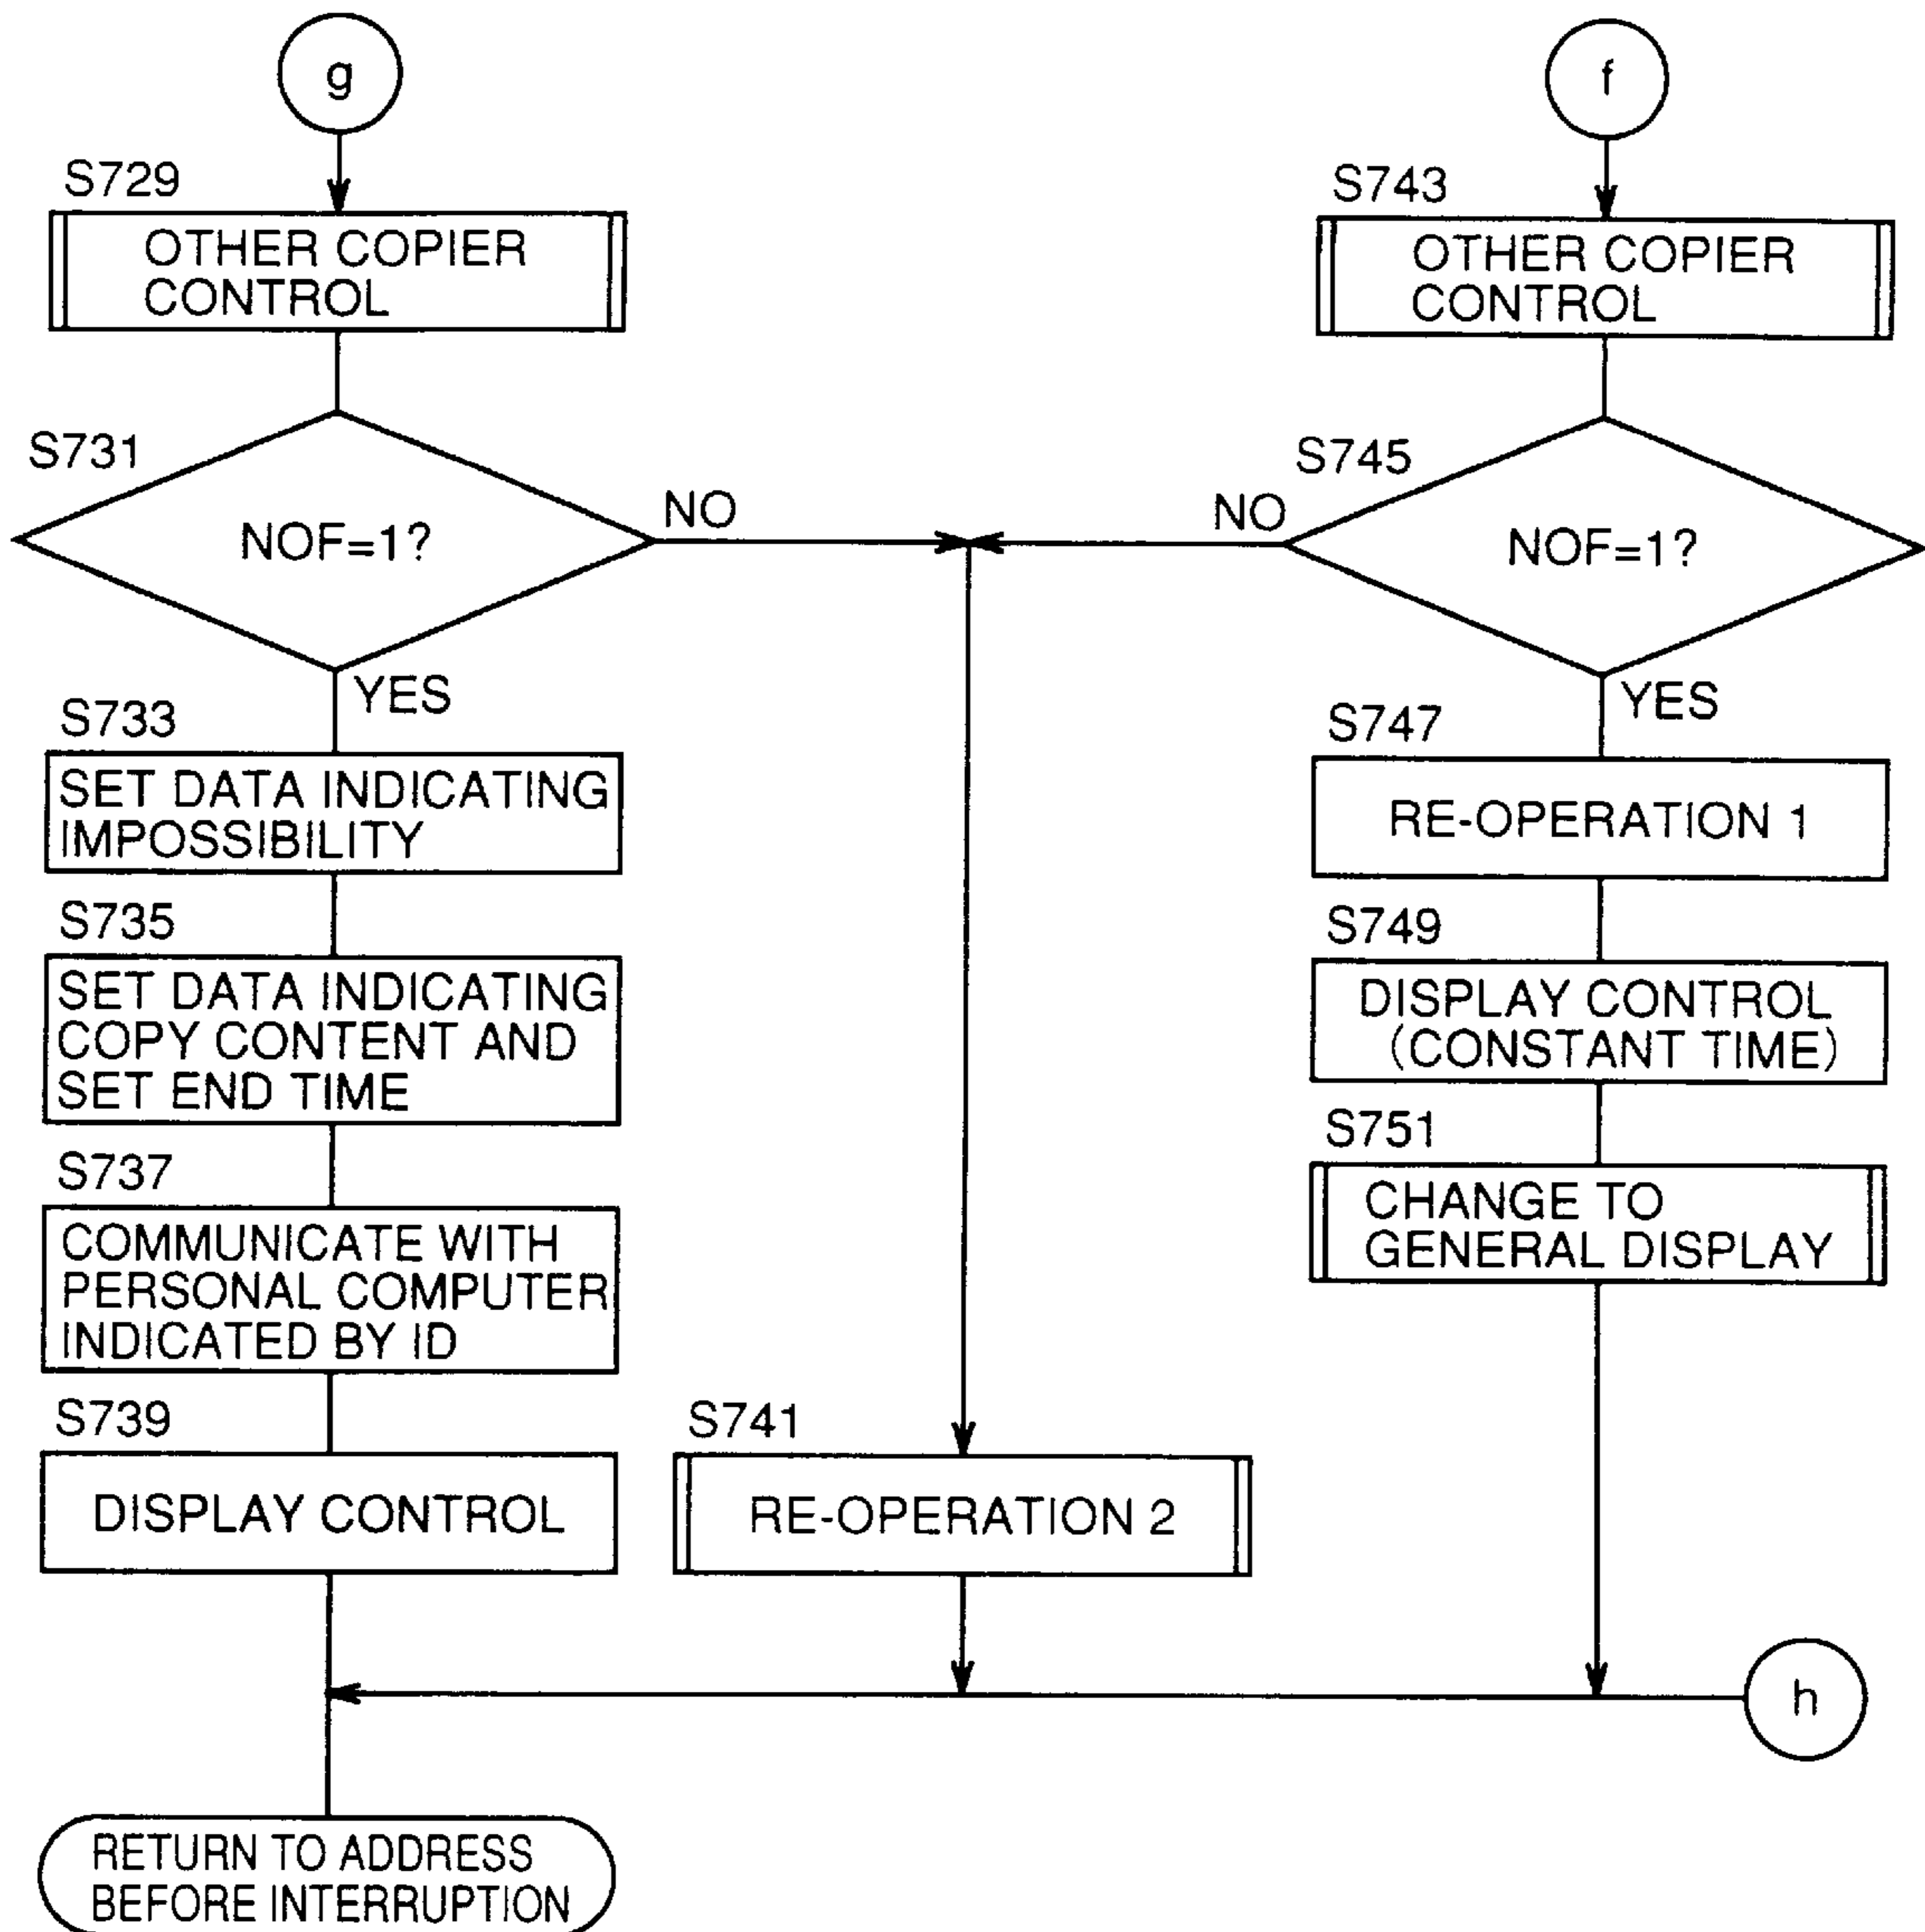 g
S729
OTHER COPIER
CONTROL
S731
NOF=1?
NO
YES
S733
SET DATA INDICATING
IMPOSSIBILITY
S735
SET DATA INDICATING
COPY CONTENT AND
SET END TIME
S737
COMMUNICATE WITH
PERSONAL COMPUTER
INDICATED BY ID
S739
DISPLAY CONTROL
S741
RE-OPERATION 2
f
S743
OTHER COPIER
CONTROL
S745
NOF=1?
NO
YES
S747
RE-OPERATION 1
S749
DISPLAY CONTROL
(CONSTANT TIME)
S751
CHANGE TO
GENERAL DISPLAY
h
RETURN TO ADDRESS
BEFORE INTERRUPTION